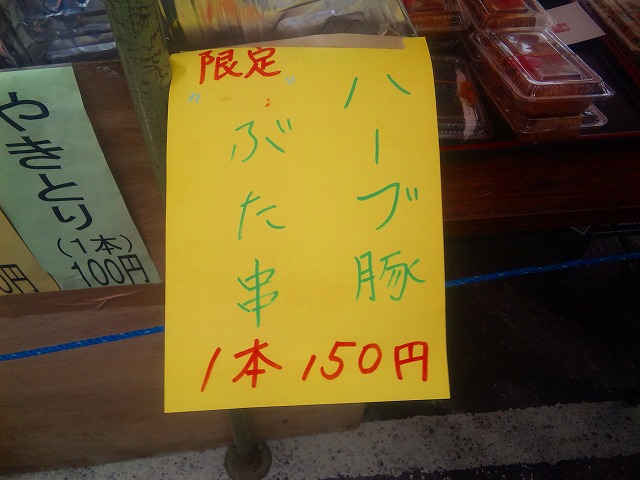 限定
ハーブ豚
ぶた串
1本 150円
やきとり
(1本)
100円
円